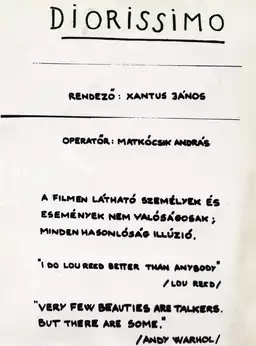 DIORISSIMO
RENDEZŐ: XANTUS JÁNOS
OPERATŐR: MATKÓCSIK ANDRÁS
A FILMEN LÁTHATÓ SZEMÉLYEK ÉS
ESEMÉNYEK NEM VALÓSÁGOSAK;
MINDEN HASONLÓSÁG ILLÚZIÓ.
"I DO LOU REED BETTER THAN ANYBODY"
/LOU REED/
"VERY FEW BEAUTIES ARE TALKERS.
BUT THERE ARE SOME."
/ANDY WARHOL/